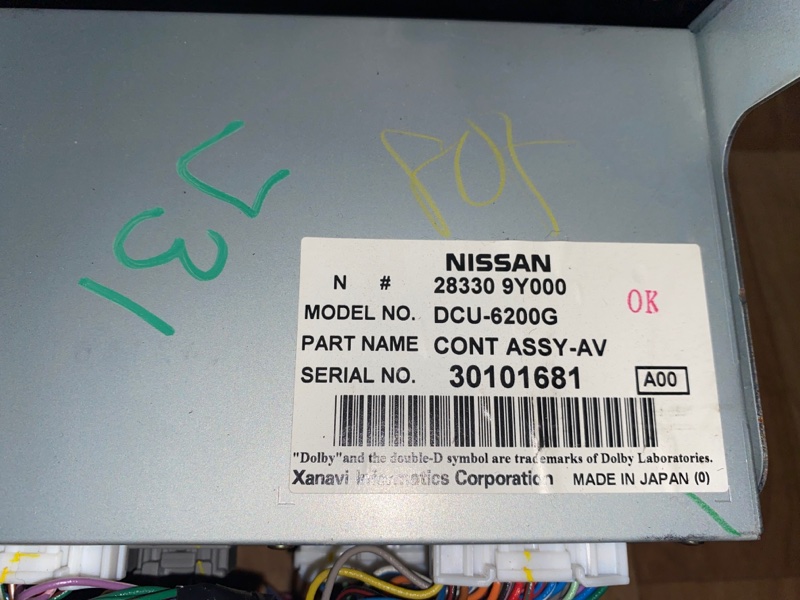 NISSAN
N # 28330 9Y000
OK
MODEL NO. DCU-6200G
PART NAME CONT ASSY-AV
SERIAL NO. 30101681 A00
"Dolby"and the double-D symbol are trademarks of Dolby Laboratories.
Xanavi Informatics Corporation MADE IN JAPAN (0)